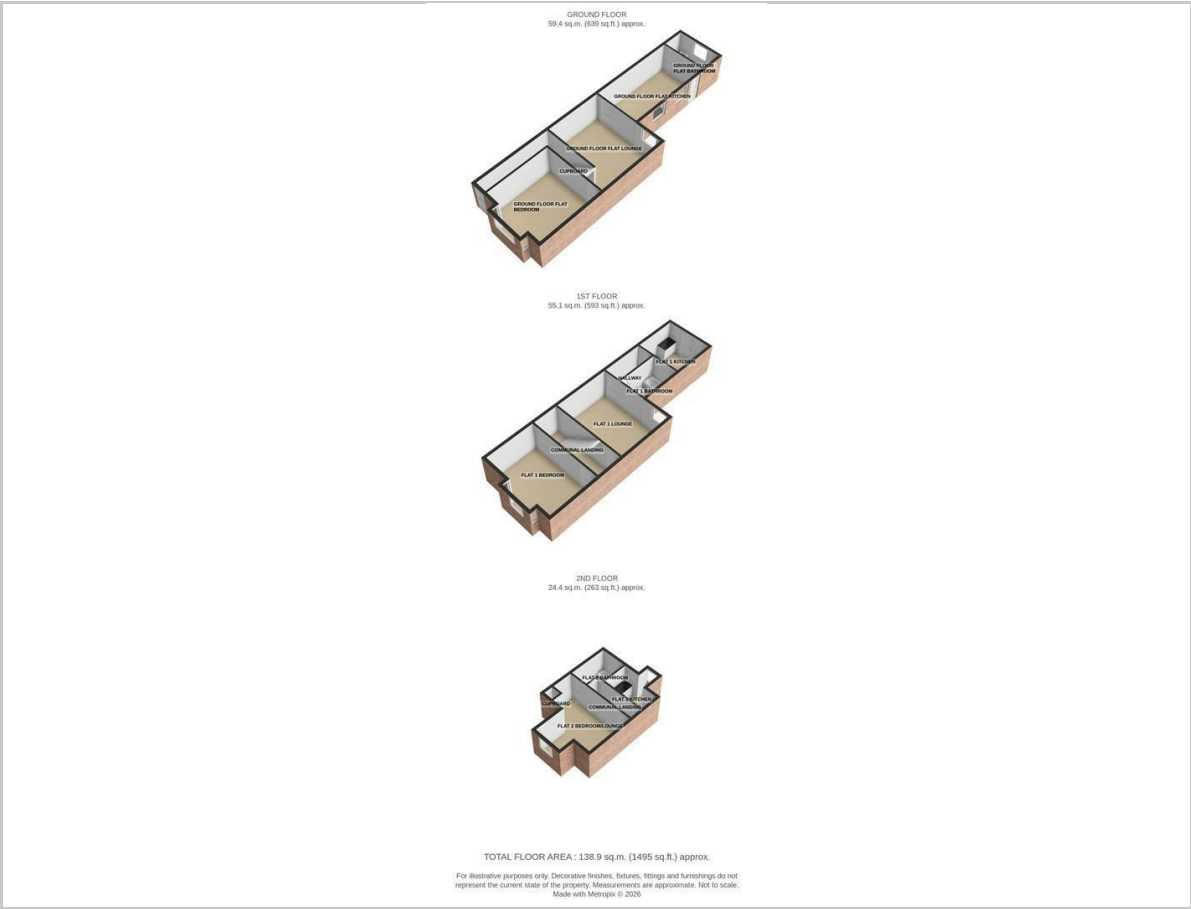 GROUND FLOOR
59.4 sq.m. (639 sq.ft.) approx.
GROUND FLOOR
FLAT BATHROOM
GROUND FLOOR FLAT KITCHEN
GROUND FLOOR FLAT LOUNGE
CUPBOARD
GROUND FLOOR FLAT
BEDROOM
1ST FLOOR
55.1 sq.m. (593 sq.ft.) approx.
FLAT 1 KITCHEN
HALLWAY
FLAT 1 BATHROOM
FLAT 1 LOUNGE
COMMUNAL LANDING
FLAT 1 BEDROOM
2ND FLOOR
24.4 sq.m. (263 sq.ft.) approx.
FLAT 2 BATHROOM
FLAT 2 KITCHEN
CUPBOARD
COMMUNAL LANDING
FLAT 2 BEDROOM/LOUNGE
TOTAL FLOOR AREA : 138.9 sq.m. (1495 sq.ft.) approx.
For illustrative purposes only. Decorative finishes, fixtures, fittings and furnishings do not
represent the current state of the property. Measurements are approximate. Not to scale.
Made with Metropix © 2026